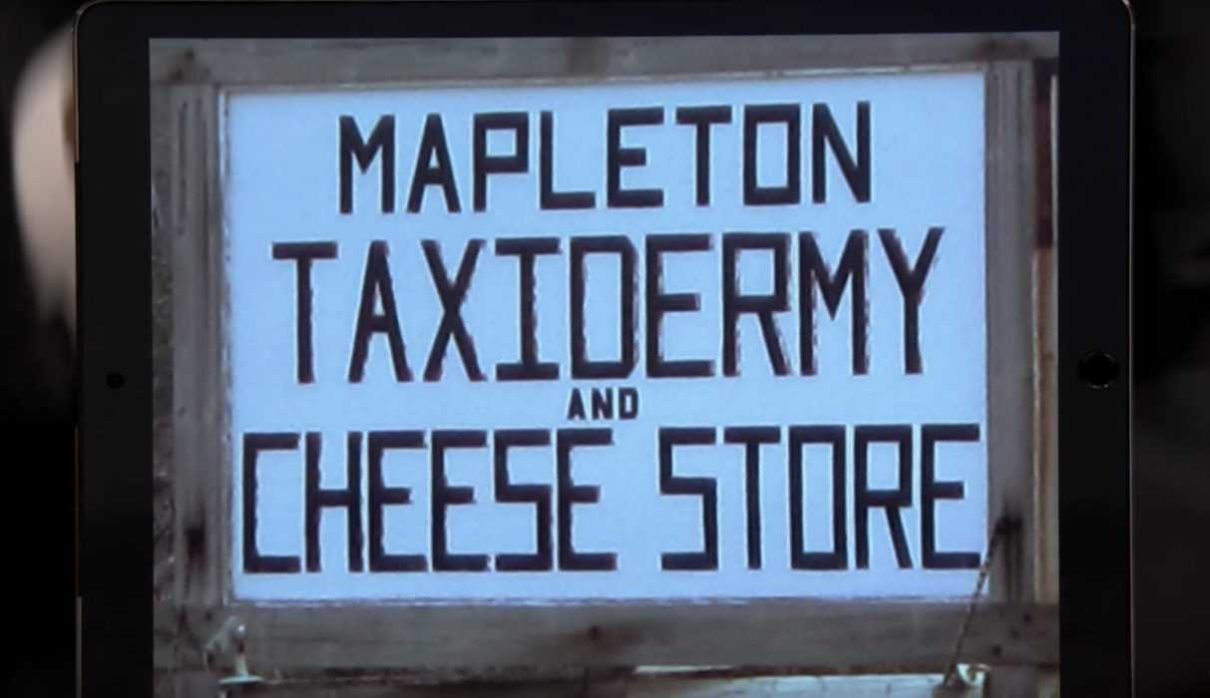 MAPLETON
TAXIDERMY
AND
CHEESE STORE